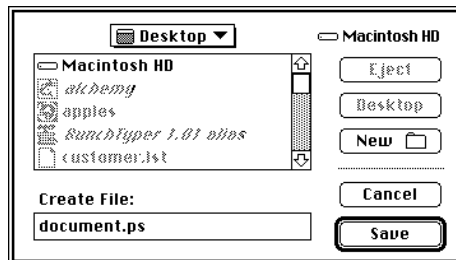 Desktop
Macintosh HD
Macintosh HD
alchemy
apples
BunchTyper 1.01 alias
customer.lst
Eject
Desktop
New
Create File:
document.ps
Cancel
Save